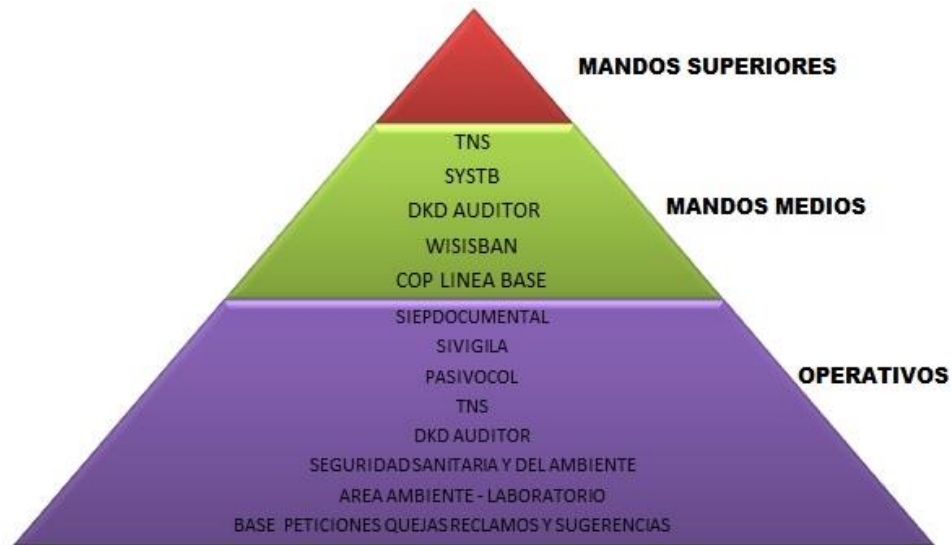 MANDOS SUPERIORES
TNS
SYSTB
DKD AUDITOR
MANDOS MEDIOS
WISISBAN
COP LINEA BASE
SIEPDOCUMENTAL
SIVIGILA
PASIVOCOL
OPERATIVOS
TNS
DKD AUDITOR
SEGURIDAD SANITARIA Y DEL AMBIENTE
AREA AMBIENTE - LABORATORIO
BASE PETICIONES QUEJAS RECLAMOS Y SUGERENCIAS